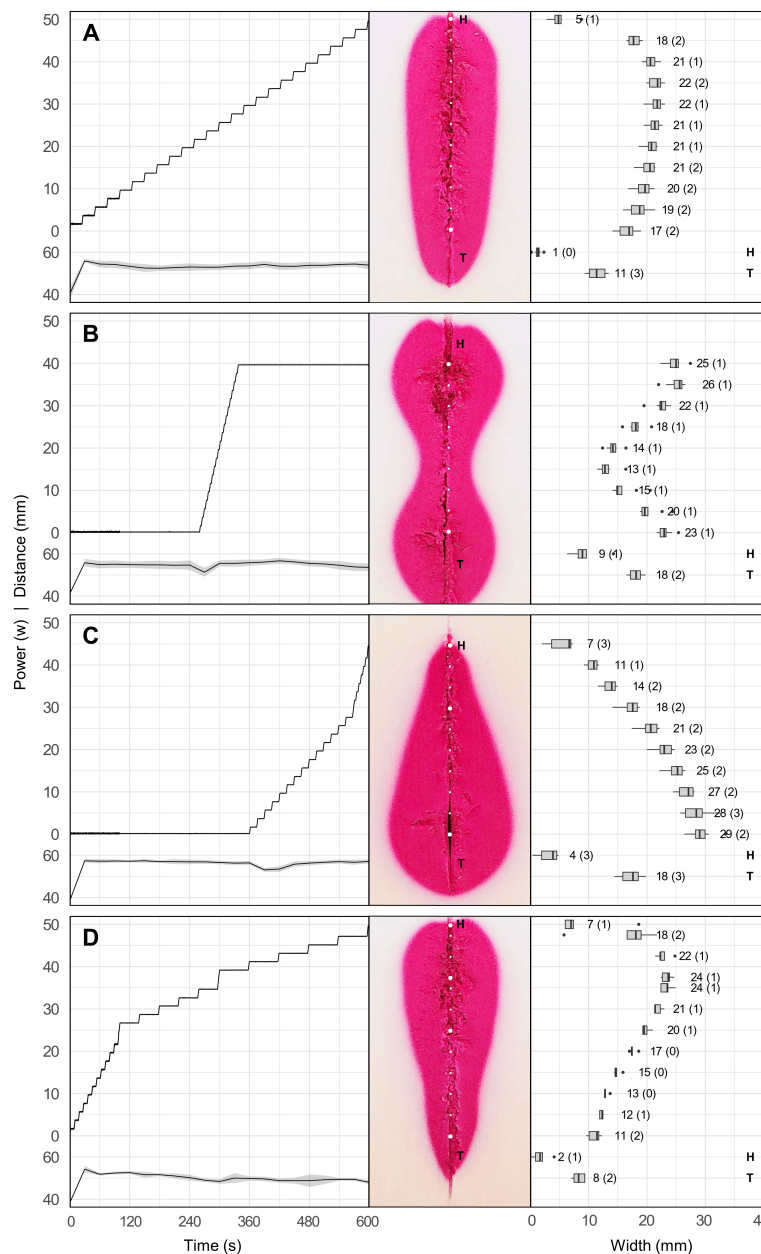 Power (w) | Distance (mm)
A
50
40
30
20
10
0
60
40
H
T
5 (1)
18 (2)
21 (1)
22 (2)
22 (1)
21 (1)
21 (1)
21 (2)
20 (2)
19 (2)
17 (2)
1 (0) H
11 (3) T
B
50
40
30
20
10
0
60
40
H
T
25 (1)
26 (1)
22 (1)
18 (1)
14 (1)
13 (1)
15 (1)
20 (1)
23 (1)
9 (1) H
18 (2) T
C
50
40
30
20
10
0
60
40
H
T
7 (3)
11 (1)
14 (2)
18 (2)
21 (2)
23 (2)
25 (2)
27 (2)
28 (3)
29 (2)
4 (3) H
18 (3) T
D
50
40
30
20
10
0
60
40
H
T
7 (1)
18 (2)
22 (1)
24 (1)
24 (1)
21 (1)
20 (1)
17 (0)
15 (0)
13 (0)
12 (1)
11 (2)
2 (1) H
8 (2) T
0 120 240 360 480 600
0 10 20 30
Time (s)
Width (mm)